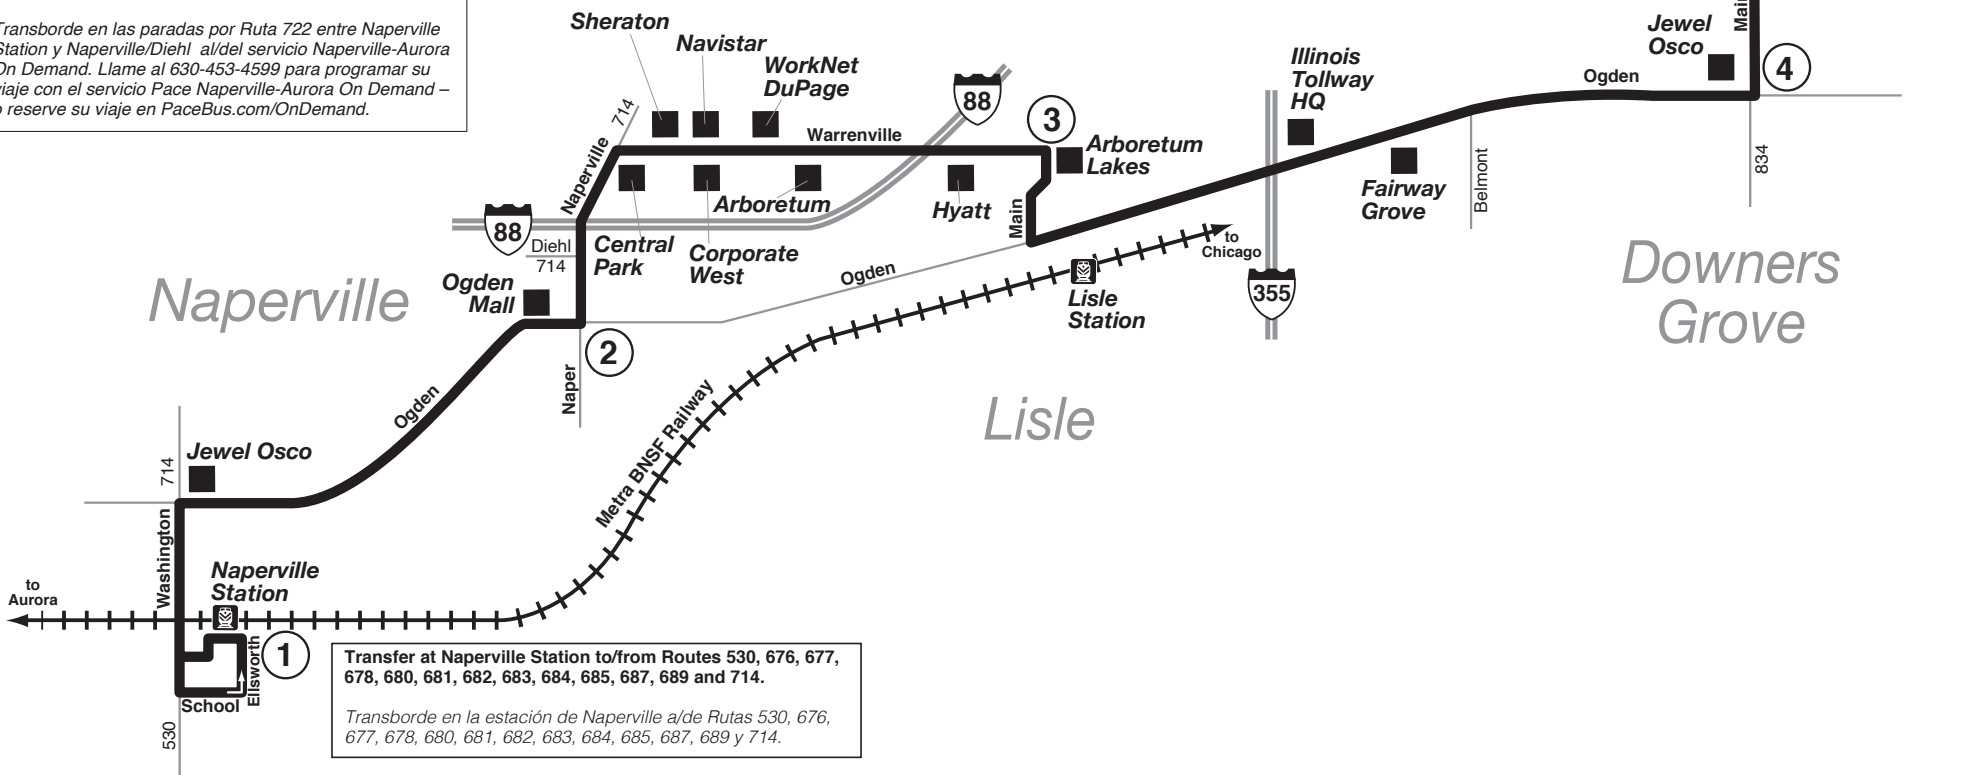 Transborde en las paradas por Ruta 722 entre Naperville
Station y Naperville/Diehl al/del servicio Naperville-Aurora
On Demand. Llame al 630-453-4599 para programar su
viaje con el servicio Pace Naperville-Aurora On Demand –
o reserve su viaje en PaceBus.com/OnDemand.
Sheraton
Navistar
WorkNet
DuPage
714
Naperville
Warrenville
88
3
Arboretum
Lakes
Illinois
Tollway
HQ
Jewel
Osco
Main
4
Ogden
834
Belmont
Fairway
Grove
Arboretum
Hyatt
Main
88
Diehl
714
Central
Park
Corporate
West
Ogden
to
Chicago
Lisle
Station
355
Downers
Grove
Naperville
Ogden
Mall
2
Naper
Lisle
Ogden
Metra BNSF Railway
Jewel Osco
714
Washington
Naperville
Station
to
Aurora
1
Ellsworth
School
530
Transfer at Naperville Station to/from Routes 530, 676, 677,
678, 680, 681, 682, 683, 684, 685, 687, 689 and 714.
Transborde en la estación de Naperville a/de Rutas 530, 676,
677, 678, 680, 681, 682, 683, 684, 685, 687, 689 y 714.